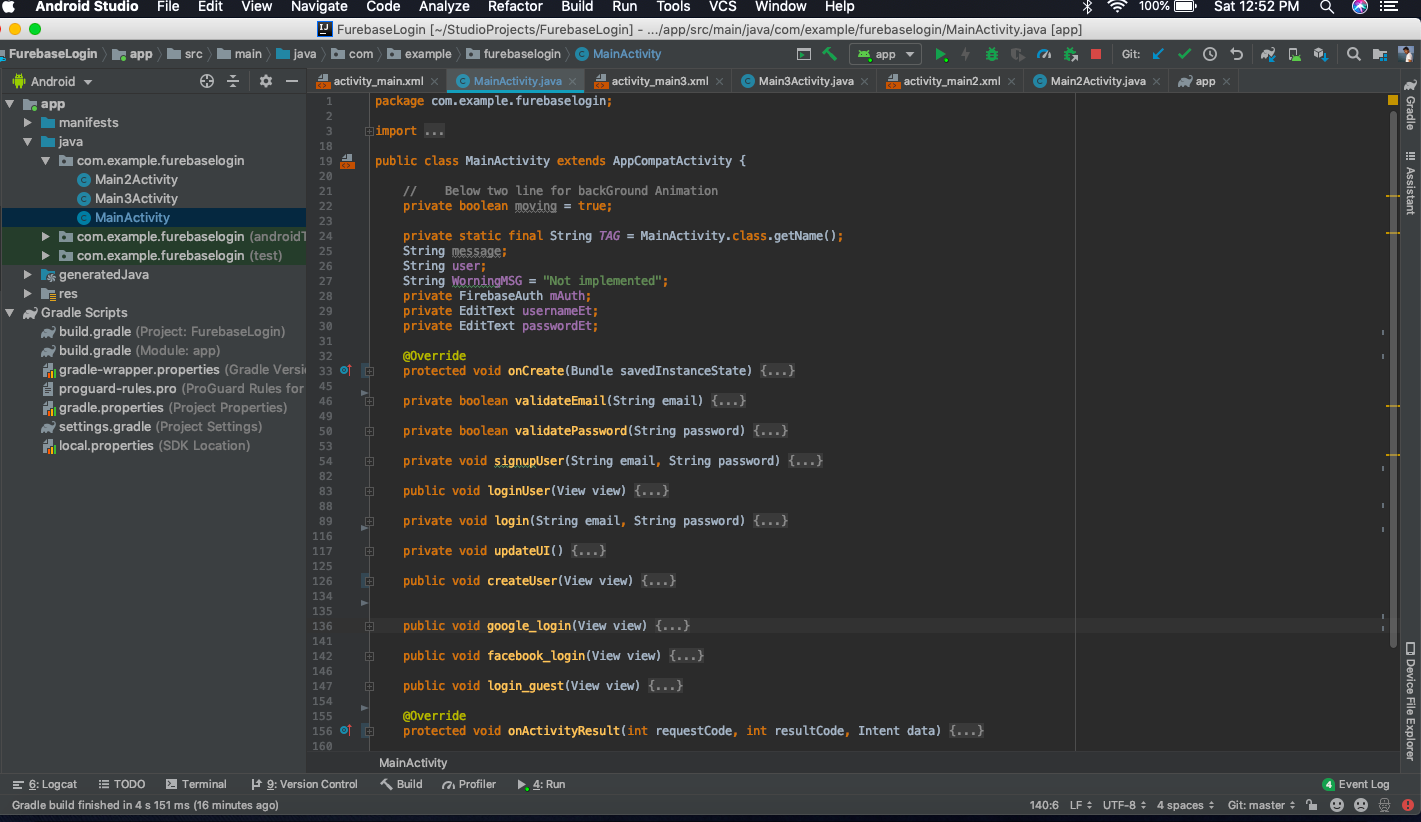 Android Studio File Edit View Navigate Code Analyze Refactor Build Run Tools VCS Window Help 100% Sat 12:52 PM
FurebaseLogin [~/StudioProjects/FurebaseLogin] - .../app/src/main/java/com/example/furebaselogin/MainActivity.java [app]
FurebaseLogin app src main java com example furebaselogin MainActivity app Git:
Android activity_main.xml MainActivity.java activity_main3.xml Main3Activity.java activity_main2.xml Main2Activity.java app
app
manifests
java
com.example.furebaselogin
Main2Activity
Main3Activity
MainActivity
com.example.furebaselogin (androidT
com.example.furebaselogin (test)
generatedJava
res
Gradle Scripts
build.gradle (Project: FurebaseLogin)
build.gradle (Module: app)
gradle-wrapper.properties (Gradle Versi
proguard-rules.pro (ProGuard Rules for
gradle.properties (Project Properties)
settings.gradle (Project Settings)
local.properties (SDK Location)
1 package com.example.furebaselogin;
2
3 import ...
18
19 public class MainActivity extends AppCompatActivity {
20
21 // Below two line for backGround Animation
22 private boolean moving = true;
23
24 private static final String TAG = MainActivity.class.getName();
25 String message;
26 String user;
27 String WorningMSG = "Not implemented";
28 private FirebaseAuth mAuth;
29 private EditText usernameEt;
30 private EditText passwordEt;
31
32 @Override
33 protected void onCreate(Bundle savedInstanceState) {...}
45
46 private boolean validateEmail(String email) {...}
49
50 private boolean validatePassword(String password) {...}
53
54 private void signupUser(String email, String password) {...}
82
83 public void loginUser(View view) {...}
88
89 private void login(String email, String password) {...}
116
117 private void updateUI() {...}
125
126 public void createUser(View view) {...}
134
135
136 public void google_login(View view) {...}
141
142 public void facebook_login(View view) {...}
146
147 public void login_guest(View view) {...}
154
155 @Override
156 protected void onActivityResult(int requestCode, int resultCode, Intent data) {...}
160
MainActivity
Gradle
Assistant
Device File Explorer
6: Logcat TODO Terminal 9: Version Control Build Profiler 4: Run 4 Event Log
Gradle build finished in 4 s 151 ms (16 minutes ago) 140:6 LF UTF-8 4 spaces Git: master